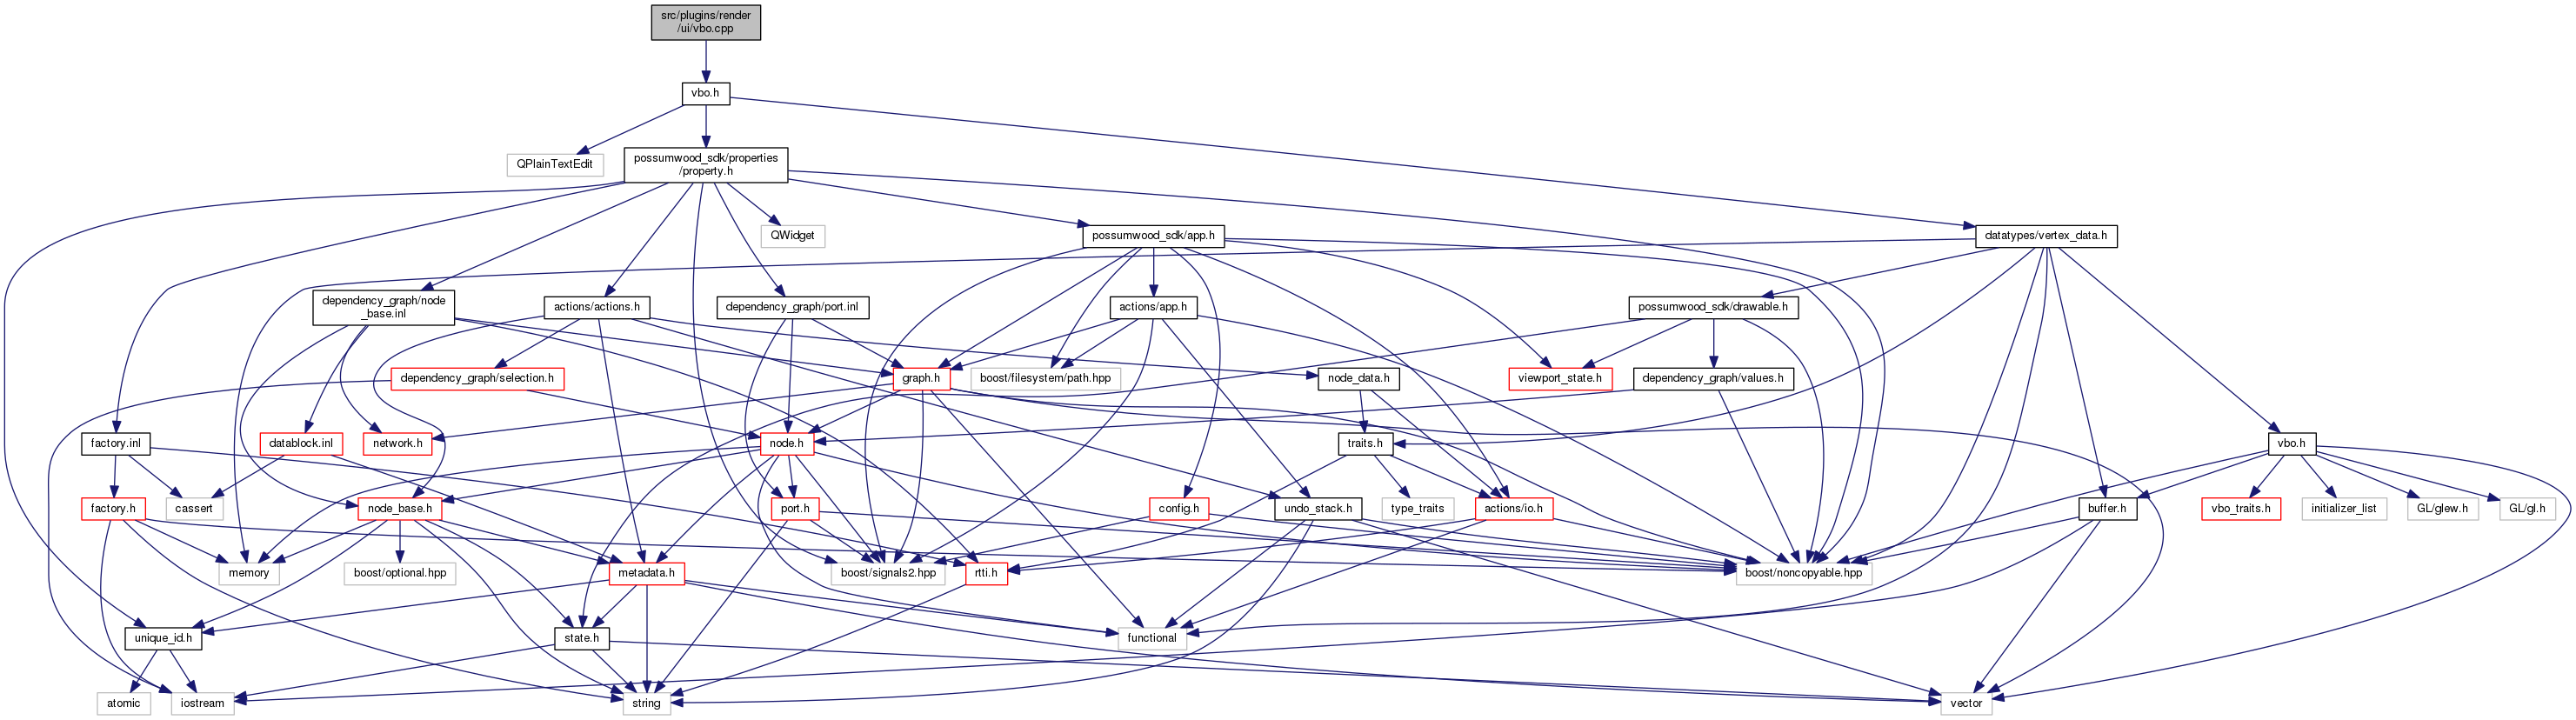 src/plugins/render
/ui/vbo.cpp
vbo.h
QPlainTextEdit
possumwood_sdk/properties
/property.h
QWidget
possumwood_sdk/app.h
datatypes/vertex_data.h
dependency_graph/node
_base.inl
actions/actions.h
dependency_graph/port.inl
actions/app.h
possumwood_sdk/drawable.h
dependency_graph/selection.h
graph.h
boost/filesystem/path.hpp
node_data.h
viewport_state.h
dependency_graph/values.h
factory.inl
datablock.inl
network.h
node.h
traits.h
vbo.h
factory.h
cassert
node_base.h
port.h
config.h
undo_stack.h
type_traits
actions/io.h
buffer.h
vbo_traits.h
initializer_list
GL/glew.h
GL/gl.h
memory
boost/optional.hpp
metadata.h
boost/signals2.hpp
rtti.h
boost/noncopyable.hpp
unique_id.h
state.h
functional
atomic
iostream
string
vector